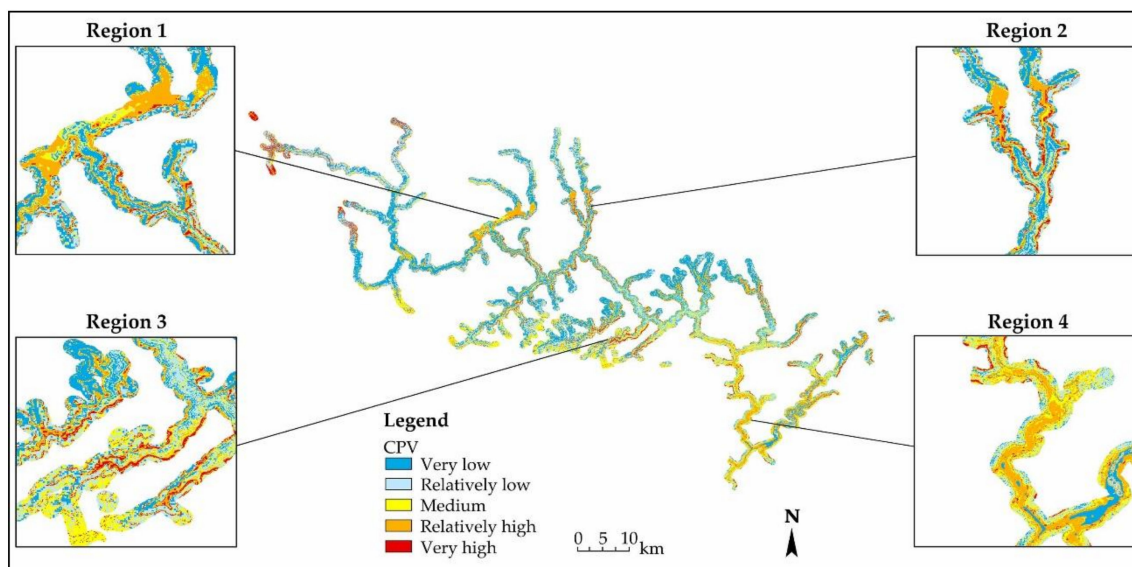 Region 1
Region 2
Region 3
Region 4
Legend
CPV
Very low
Relatively low
Medium
Relatively high
Very high
0 5 10
km
N